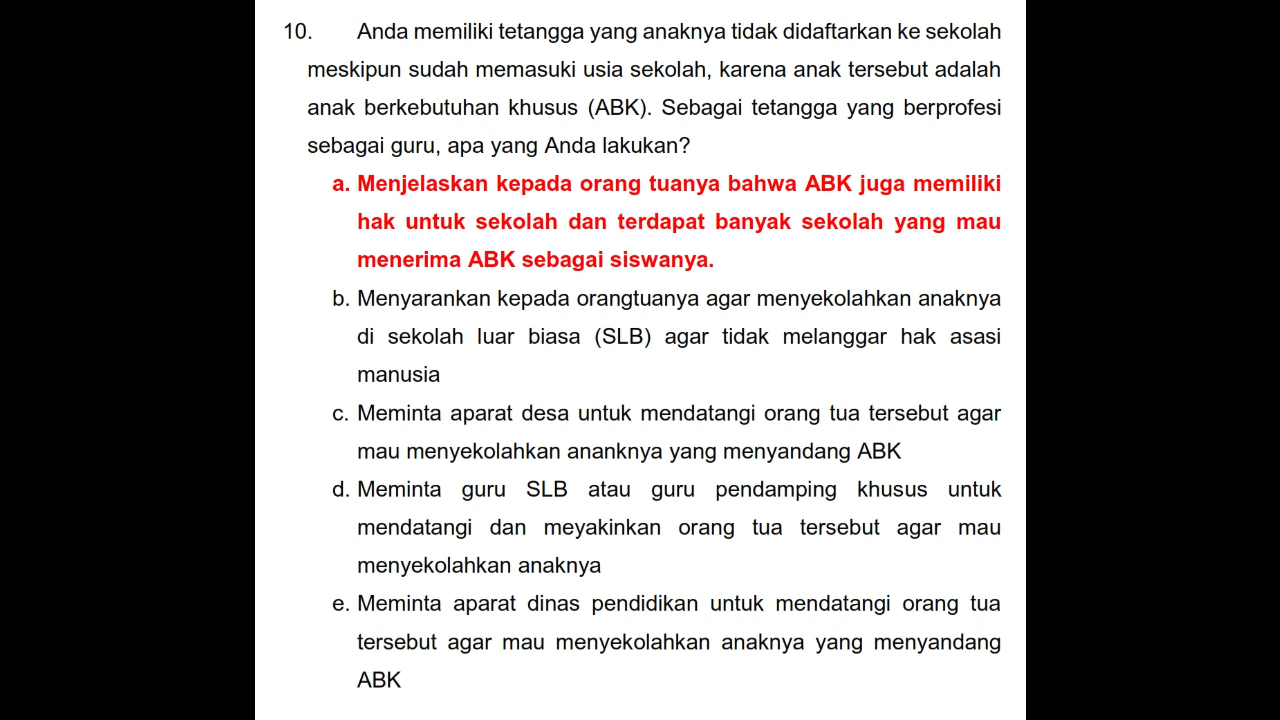 10. Anda memiliki tetangga yang anaknya tidak didaftarkan ke sekolah
meskipun sudah memasuki usia sekolah, karena anak tersebut adalah
anak berkebutuhan khusus (ABK). Sebagai tetangga yang berprofesi
sebagai guru, apa yang Anda lakukan?
a. Menjelaskan kepada orang tuanya bahwa ABK juga memiliki
hak untuk sekolah dan terdapat banyak sekolah yang mau
menerima ABK sebagai siswanya.
b. Menyarankan kepada orangtuanya agar menyekolahkan anaknya
di sekolah luar biasa (SLB) agar tidak melanggar hak asasi
manusia
c. Meminta aparat desa untuk mendatangi orang tua tersebut agar
mau menyekolahkan ananknya yang menyandang ABK
d. Meminta guru SLB atau guru pendamping khusus untuk
mendatangi dan meyakinkan orang tua tersebut agar mau
menyekolahkan anaknya
e. Meminta aparat dinas pendidikan untuk mendatangi orang tua
tersebut agar mau menyekolahkan anaknya yang menyandang
ABK